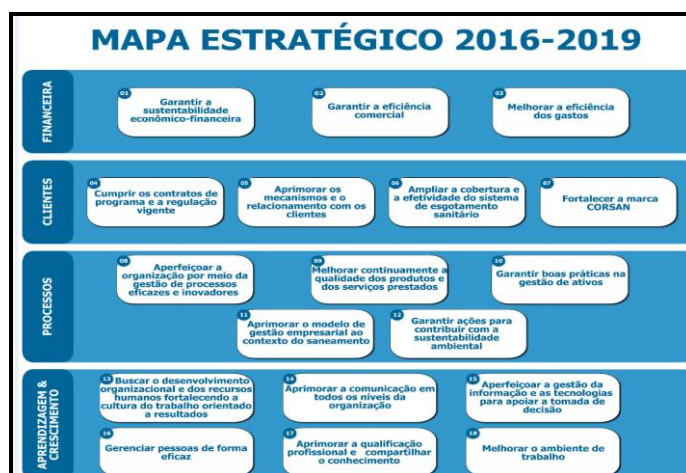 MAPA ESTRATÉGICO 2016-2019
FINANCEIRA
01
Garantir a
sustentabilidade
econômico-financeira
02
Garantir a eficiência
comercial
03
Melhorar a eficiência
dos gastos
CLIENTES
04
Cumprir os contratos de
programa e a regulação
vigente
05
Aprimorar os
mecanismos e o
relacionamento com os
clientes
06
Ampliar a cobertura e
a efetividade do sistema
de esgotamento
sanitário
07
Fortalecer a marca
CORSAN
PROCESSOS
08
Aperfeiçoar a
organização por meio da
gestão de processos
eficazes e inovadores
09
Melhorar continuamente a
qualidade dos produtos e
dos serviços prestados
10
Garantir boas práticas na
gestão de ativos
11
Aprimorar o modelo de
gestão empresarial ao
contexto do saneamento
12
Garantir ações para
contribuir com a
sustentabilidade
ambiental
APRENDIZAGEM &
CRESCIMENTO
13
Buscar o desenvolvimento
organizacional e dos recursos
humanos fortalecendo a
cultura do trabalho orientado
a resultados
14
Aprimorar a comunicação em
todos os níveis da
organização
15
Aperfeiçoar a gestão da
informação e as tecnologias
para apoiar a tomada de
decisão
16
Gerenciar pessoas de forma
eficaz
17
Aprimorar a qualificação
profissional e compartilhar
o conhecimento
18
Melhorar o ambiente de
trabalho